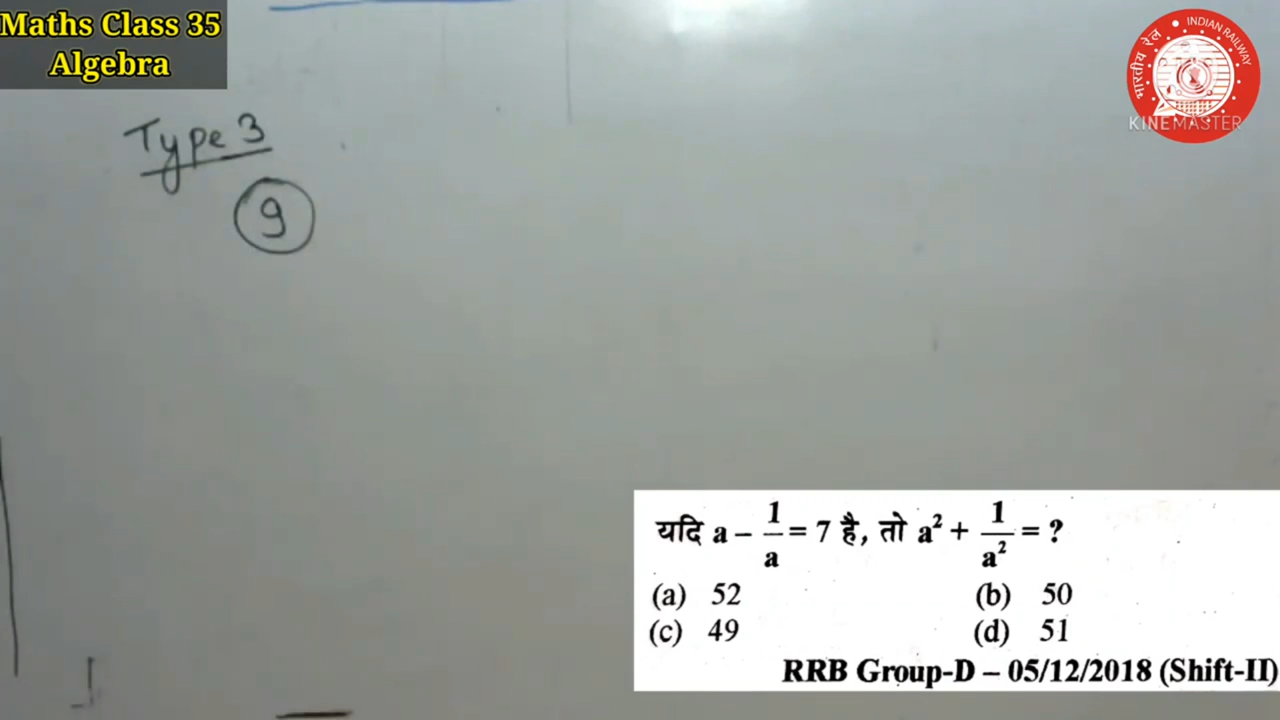 Maths Class 35
Algebra
भारतीय रेल • INDIAN RAILWAY
KINEMASTER
Type 3
9
यदि a – 1/a = 7 है, तो a² + 1/a² = ?
(a) 52 (b) 50
(c) 49 (d) 51
RRB Group-D – 05/12/2018 (Shift-II)